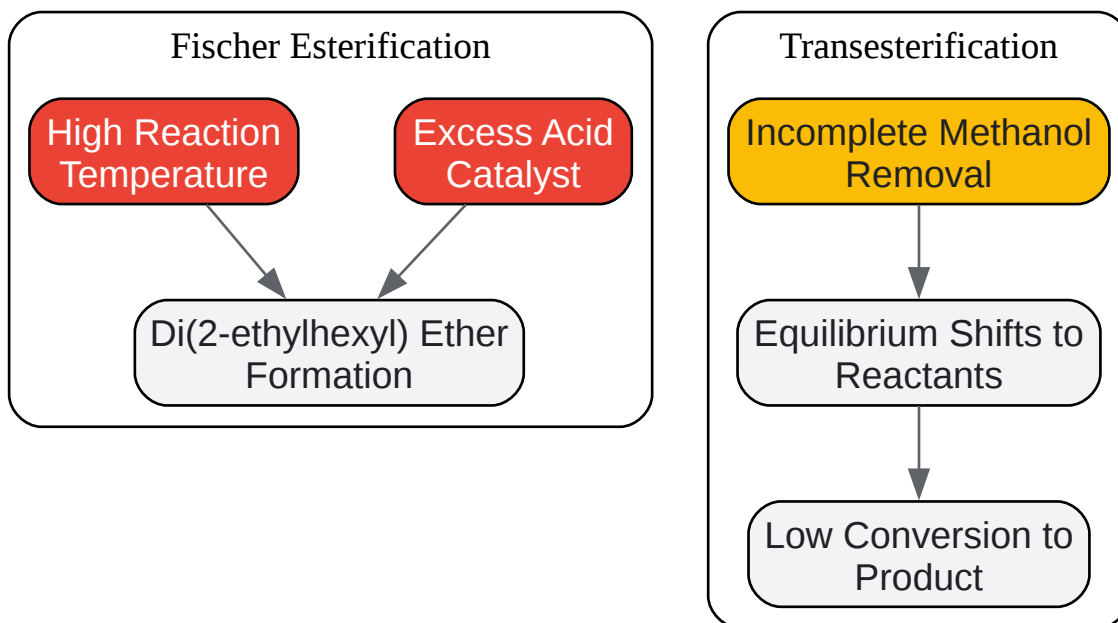 Fischer Esterification
High Reaction
Temperature
Excess Acid
Catalyst
Di(2-ethylhexyl) Ether
Formation
Transesterification
Incomplete Methanol
Removal
Equilibrium Shifts to
Reactants
Low Conversion to
Product